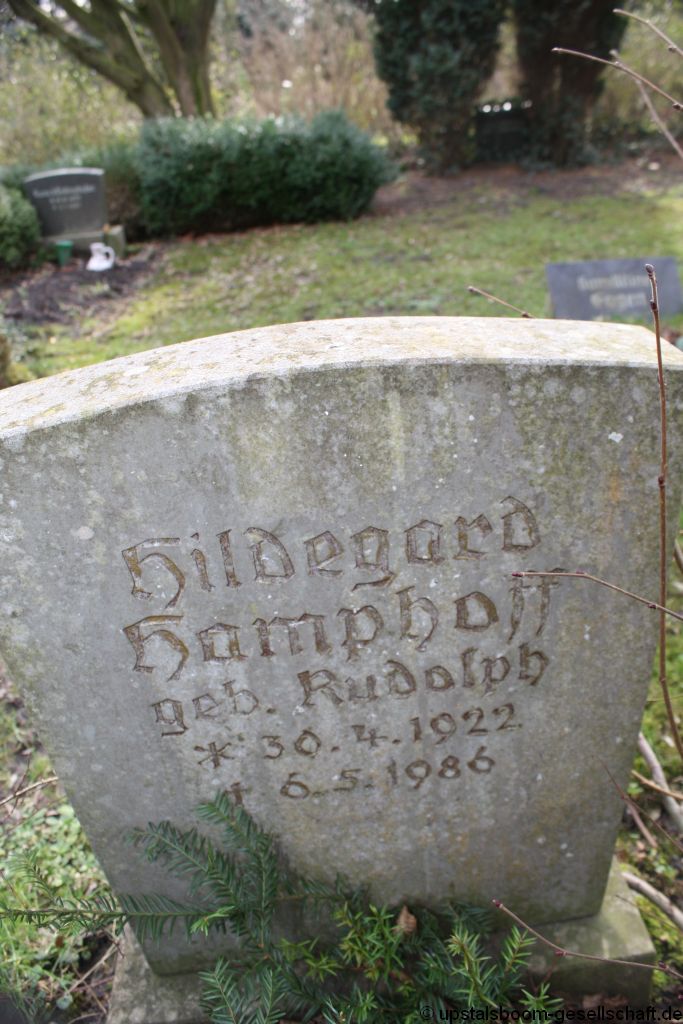 Hildegard
Hamphoff
geb. Rudolph
* 30.4.1922
† 6.5.1986
© upstalsboom-gesellschaft.de